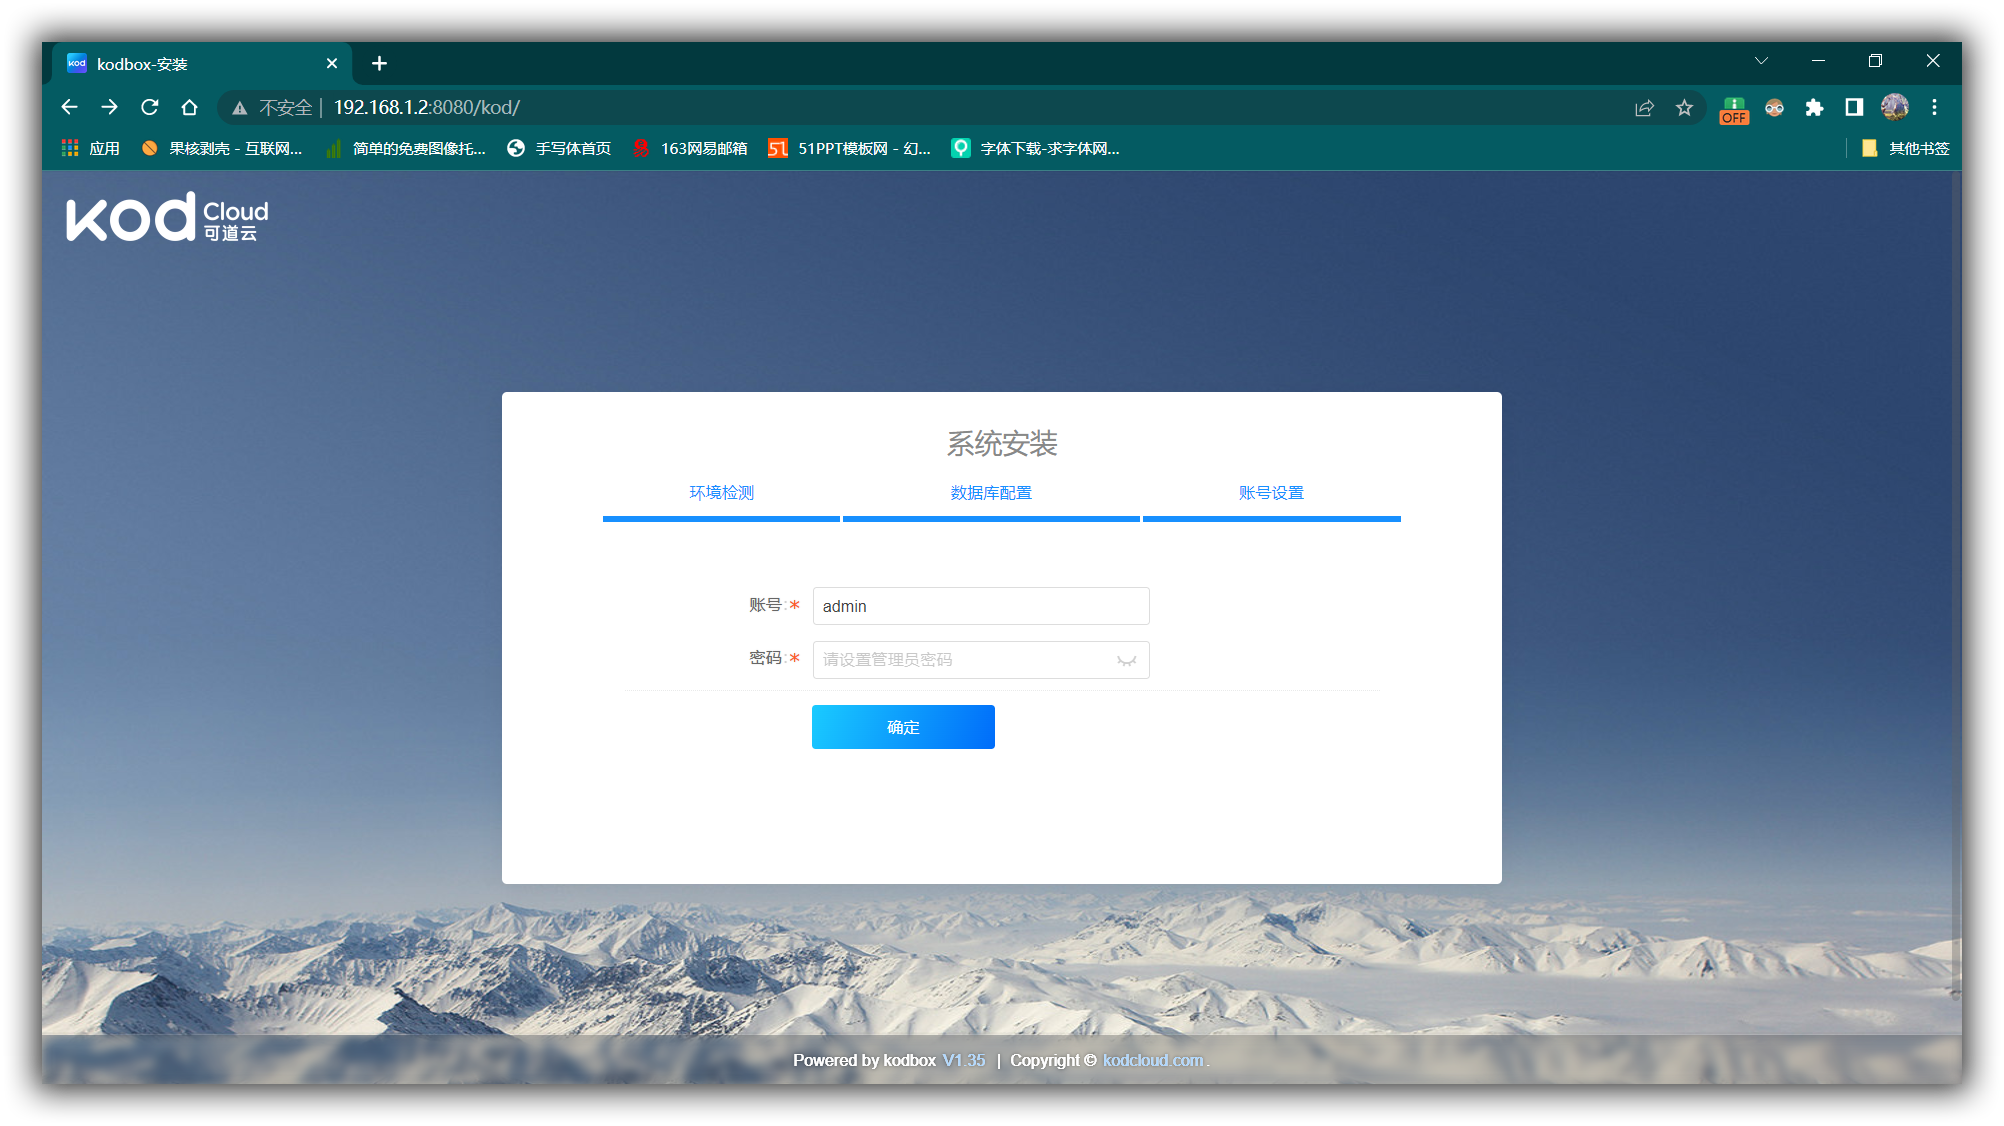 kod
kodbox-安装
不安全 | 192.168.1.2:8080/kod/
OFF
应用
果核剥壳 - 互联网...
简单的免费图像托...
手写体首页
163网易邮箱
51
51PPT模板网 - 幻...
字体下载-求字体网...
其他书签
kod Cloud
可道云
系统安装
环境检测
数据库配置
账号设置
账号:* admin
密码:* 请设置管理员密码
确定
Powered by kodbox V1.35 | Copyright © kodcloud.com.